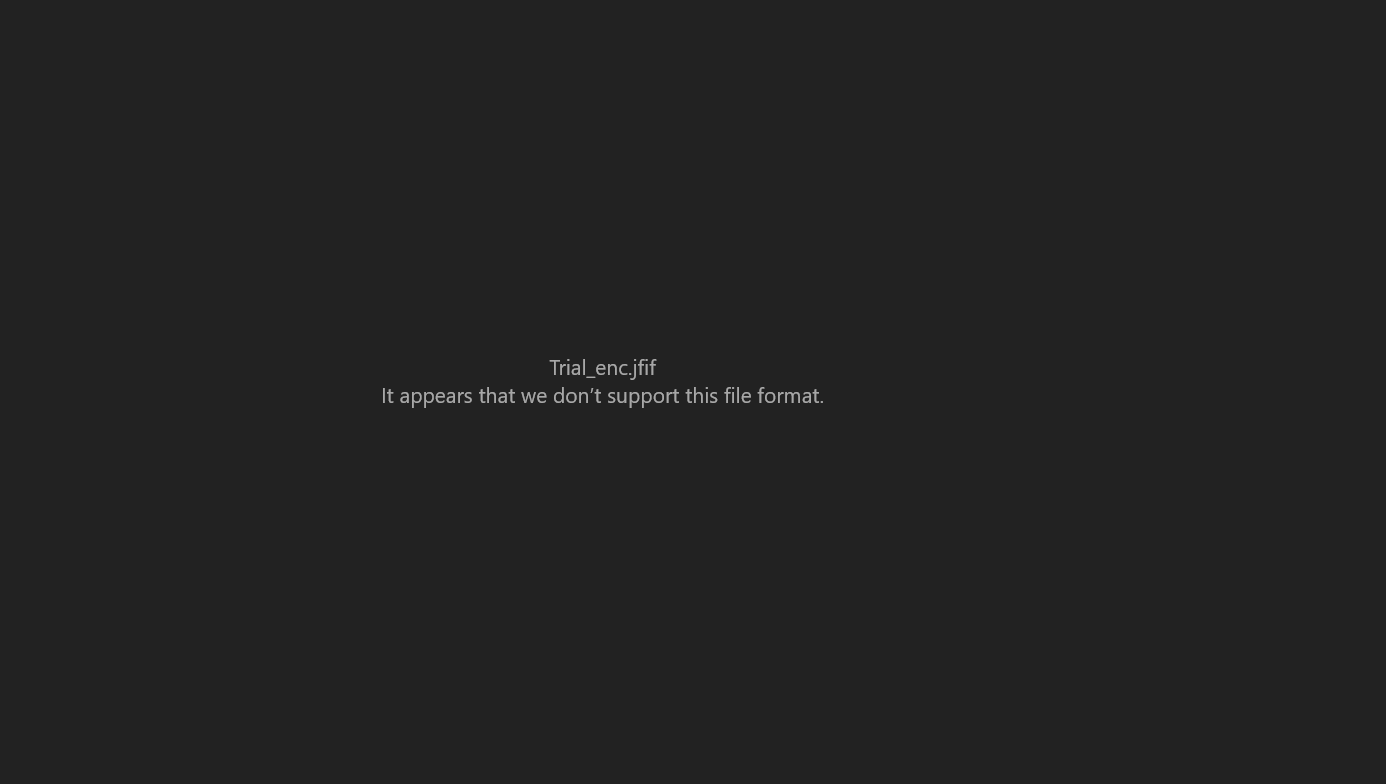 Trial_enc.jfif
It appears that we don’t support this file format.